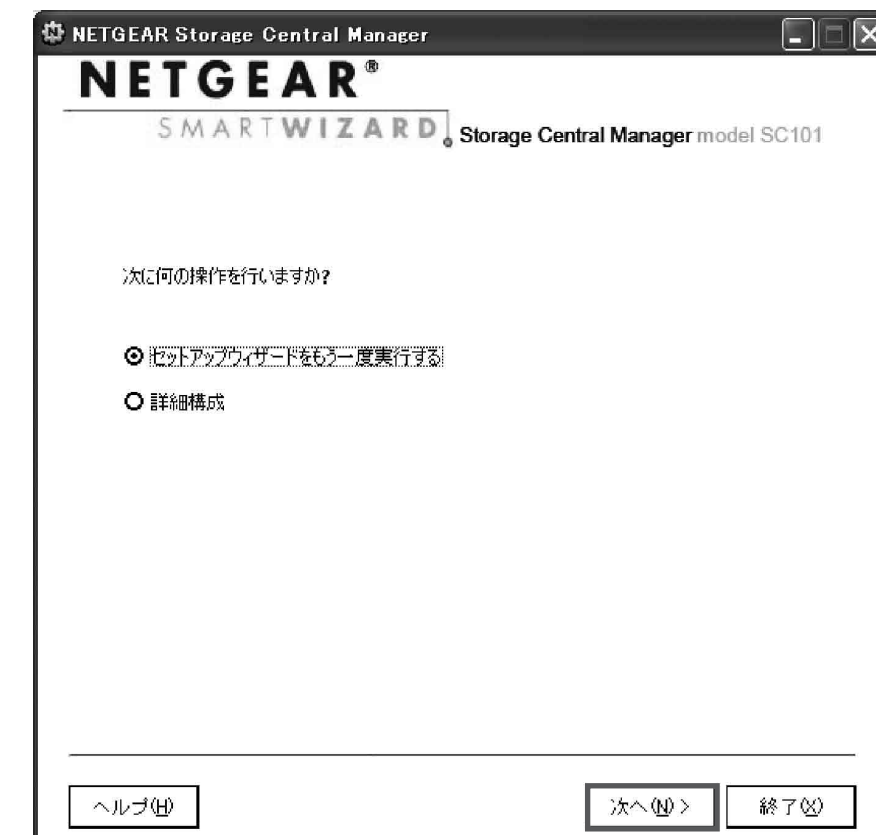 NETGEAR Storage Central Manager
NETGEAR®
SMARTWIZARD Storage Central Manager model SC101
次に何の操作を行いますか?
セットアップウィザードをもう一度実行する
詳細構成
ヘルプ(H) 次へ(N) > 終了(X)